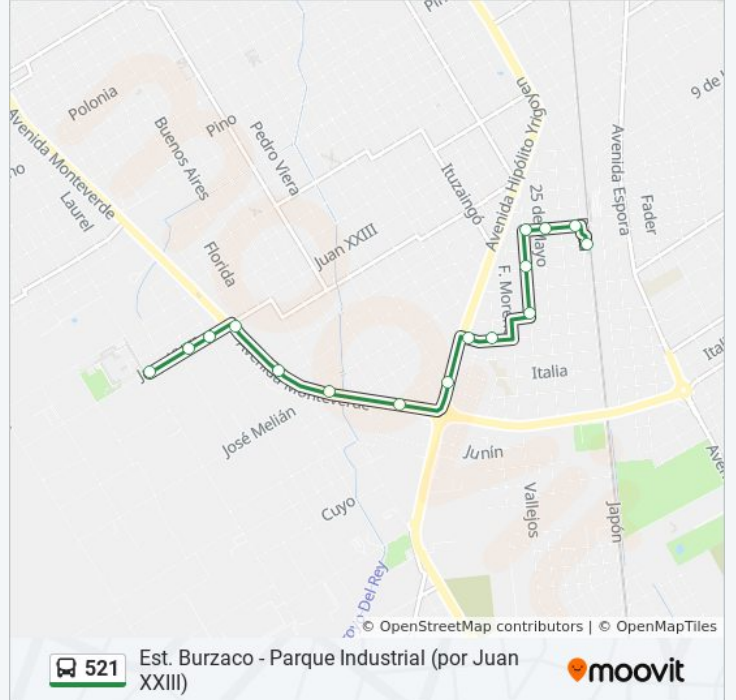 Polonia
Pino
Buenos Aires
Pedro Viera
Avenida Monteverde
Laurel
Florida
Juan XXIII
Ituzaingó
Avenida Hipólito Yrigoyen
25 de Mayo
Avenida Espora
Fader
9 de
Avenida Monteverde
José Melián
Italia
Junín
Cuyo
Vallejos
Japón
Del Rey
© OpenStreetMap contributors | © OpenMapTiles
521
Est. Burzaco - Parque Industrial (por Juan
XXIII)
moovit